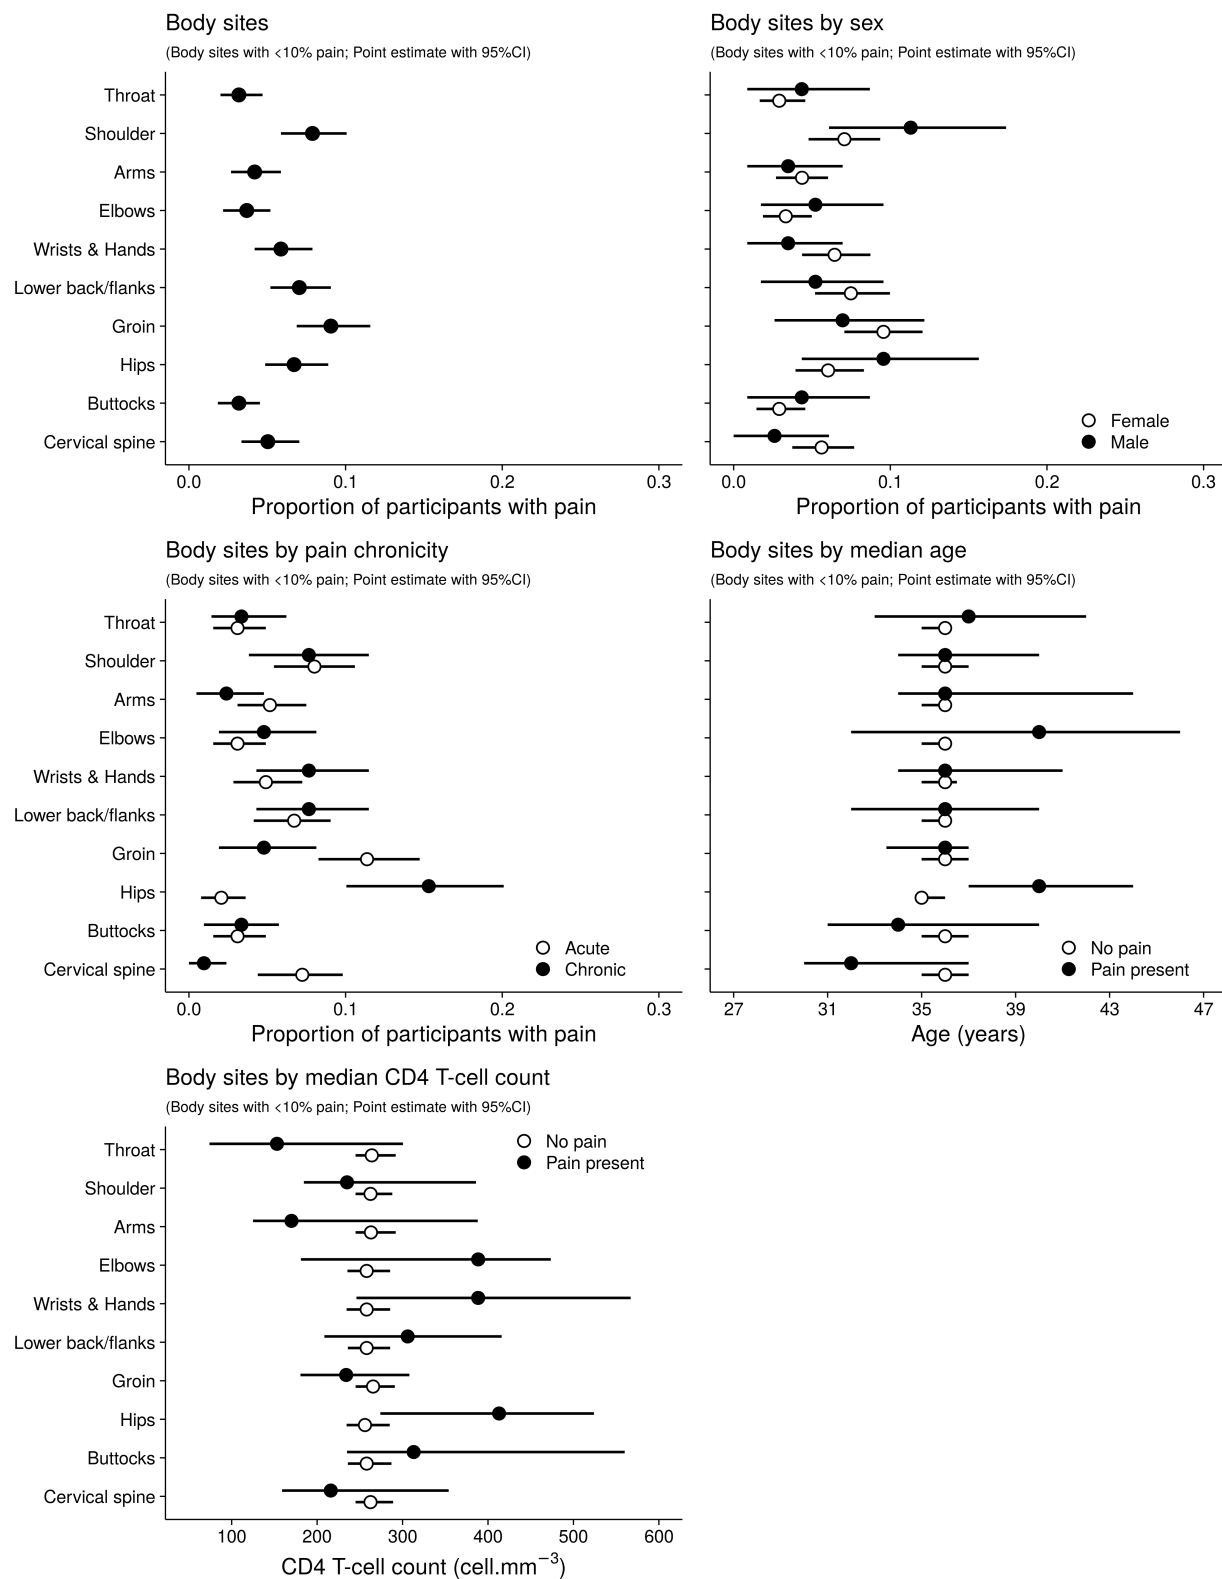 Body sites
(Body sites with <10% pain; Point estimate with 95%CI)
Throat
Shoulder
Arms
Elbows
Wrists & Hands
Lower back/flanks
Groin
Hips
Buttocks
Cervical spine
0.0 0.1 0.2 0.3
Proportion of participants with pain
Body sites by sex
(Body sites with <10% pain; Point estimate with 95%CI)
Female
Male
0.0 0.1 0.2 0.3
Proportion of participants with pain
Body sites by pain chronicity
(Body sites with <10% pain; Point estimate with 95%CI)
Throat
Shoulder
Arms
Elbows
Wrists & Hands
Lower back/flanks
Groin
Hips
Buttocks
Cervical spine
Acute
Chronic
0.0 0.1 0.2 0.3
Proportion of participants with pain
Body sites by median age
(Body sites with <10% pain; Point estimate with 95%CI)
No pain
Pain present
27 31 35 39 43 47
Age (years)
Body sites by median CD4 T-cell count
(Body sites with <10% pain; Point estimate with 95%CI)
No pain
Pain present
Throat
Shoulder
Arms
Elbows
Wrists & Hands
Lower back/flanks
Groin
Hips
Buttocks
Cervical spine
100 200 300 400 500 600
CD4 T-cell count (cell.mm⁻³)